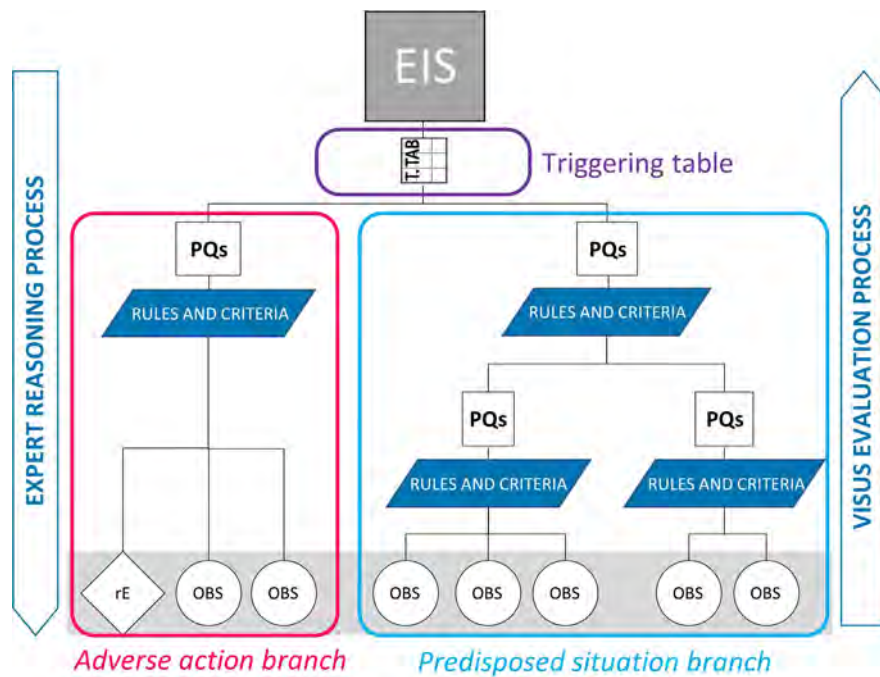 EIS
T. TAB
Triggering table
EXPERT REASONING PROCESS
VISUS EVALUATION PROCESS
PQs
PQs
RULES AND CRITERIA
RULES AND CRITERIA
PQs
PQs
RULES AND CRITERIA
RULES AND CRITERIA
rE
OBS
OBS
OBS
OBS
OBS
OBS
OBS
Adverse action branch
Predisposed situation branch